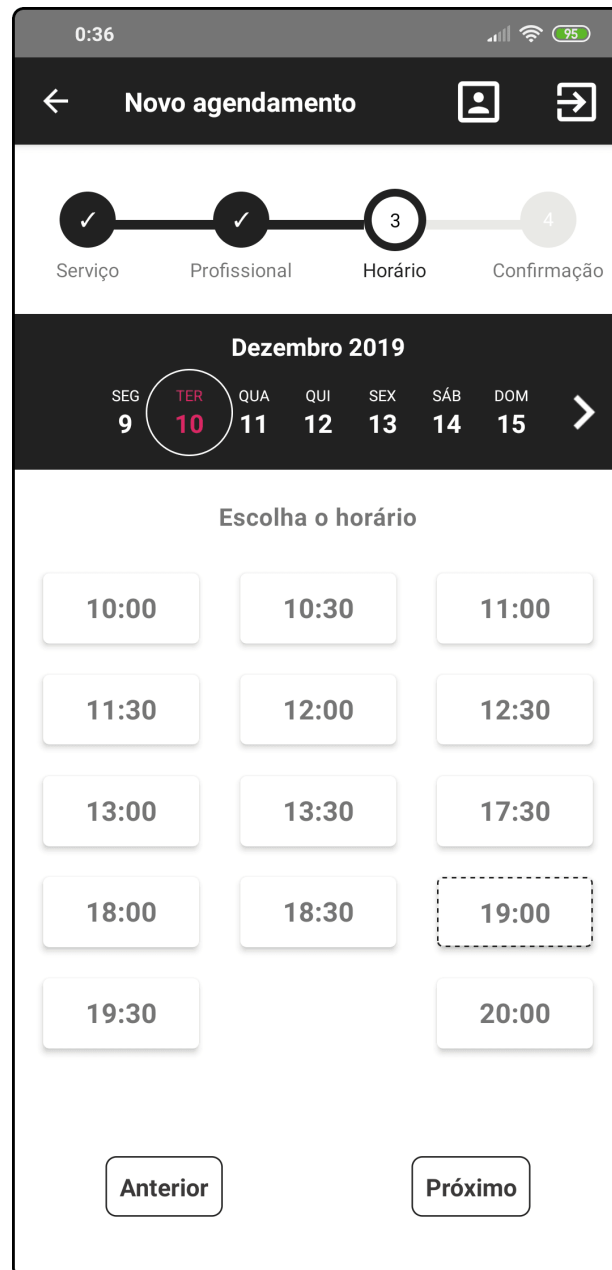 0:36 95
Novo agendamento
✓ ✓ 3 4
Serviço Profissional Horário Confirmação
Dezembro 2019
SEG TER QUA QUI SEX SÁB DOM
9 10 11 12 13 14 15
Escolha o horário
10:00 10:30 11:00
11:30 12:00 12:30
13:00 13:30 17:30
18:00 18:30 19:00
19:30 20:00
Anterior Próximo